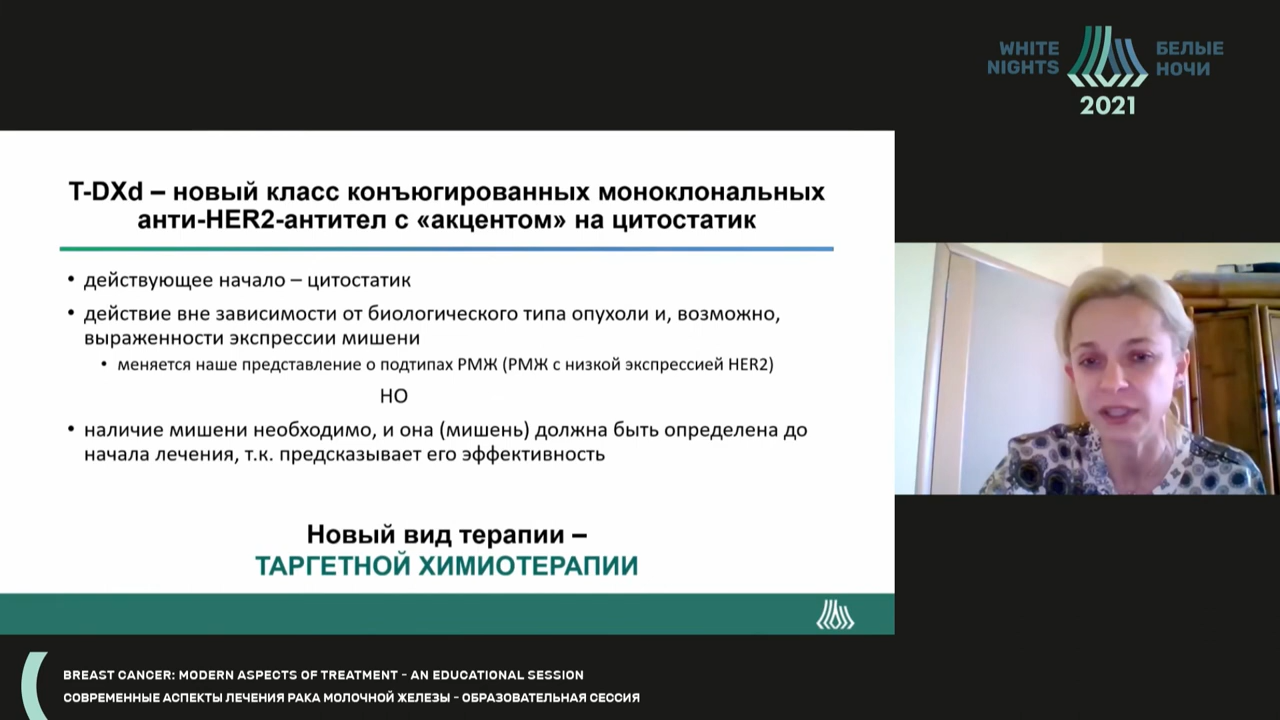 WHITE
NIGHTS
БЕЛЫЕ
НОЧИ
2021
T-DXd – новый класс конъюгированных моноклональных
анти-HER2-антител с «акцентом» на цитостатик
• действующее начало – цитостатик
• действие вне зависимости от биологического типа опухоли и, возможно,
выраженности экспрессии мишени
• меняется наше представление о подтипах РМЖ (РМЖ с низкой экспрессией HER2)
НО
• наличие мишени необходимо, и она (мишень) должна быть определена до
начала лечения, т.к. предсказывает его эффективность
Новый вид терапии –
ТАРГЕТНОЙ ХИМИОТЕРАПИИ
BREAST CANCER: MODERN ASPECTS OF TREATMENT - AN EDUCATIONAL SESSION
СОВРЕМЕННЫЕ АСПЕКТЫ ЛЕЧЕНИЯ РАКА МОЛОЧНОЙ ЖЕЛЕЗЫ - ОБРАЗОВАТЕЛЬНАЯ СЕССИЯ